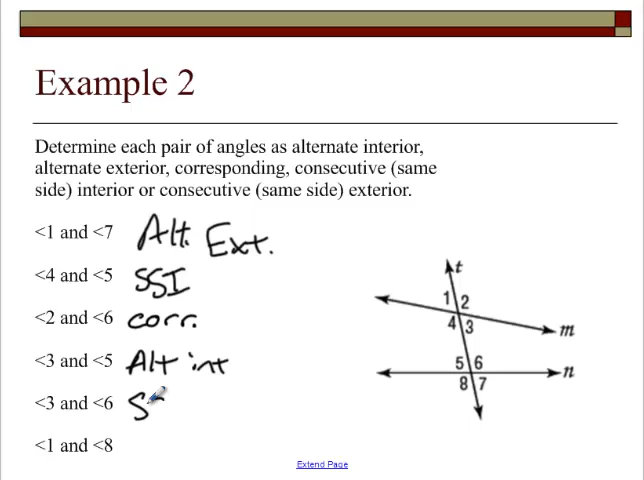 Example 2
Determine each pair of angles as alternate interior,
alternate exterior, corresponding, consecutive (same
side) interior or consecutive (same side) exterior.
<1 and <7 Alt. Ext.
<4 and <5 SSI
<2 and <6 corr.
<3 and <5 Alt int
<3 and <6 S
<1 and <8
t
1 2
4 3
m
5 6
n
8 7
Extend Page